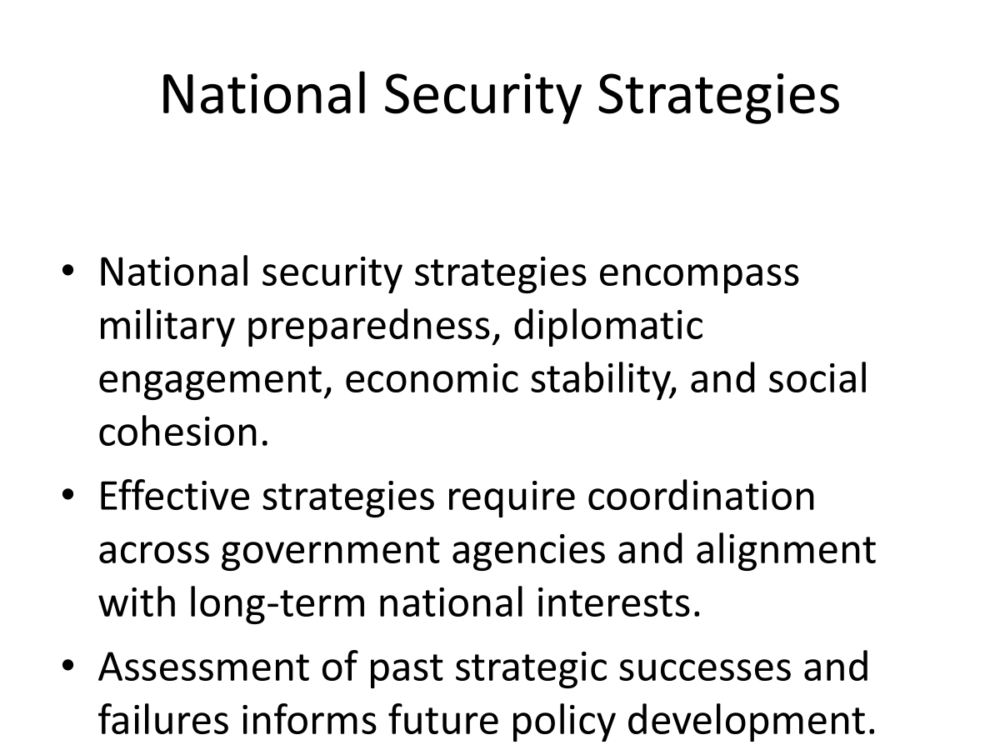 National Security Strategies
• National security strategies encompass
military preparedness, diplomatic
engagement, economic stability, and social
cohesion.
• Effective strategies require coordination
across government agencies and alignment
with long-term national interests.
• Assessment of past strategic successes and
failures informs future policy development.